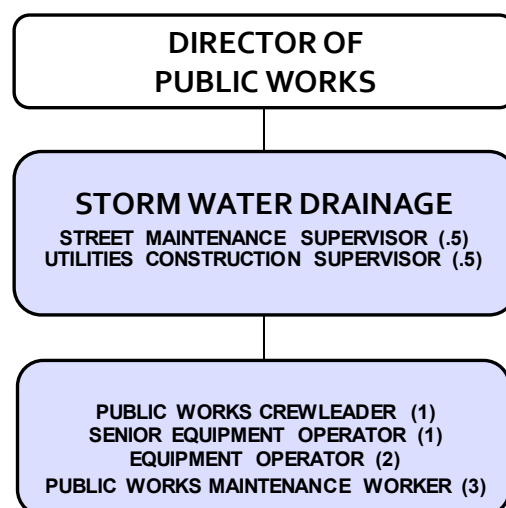 DIRECTOR OF
PUBLIC WORKS
STORM WATER DRAINAGE
STREET MAINTENANCE SUPERVISOR (.5)
UTILITIES CONSTRUCTION SUPERVISOR (.5)
PUBLIC WORKS CREWLEADER (1)
SENIOR EQUIPMENT OPERATOR (1)
EQUIPMENT OPERATOR (2)
PUBLIC WORKS MAINTENANCE WORKER (3)